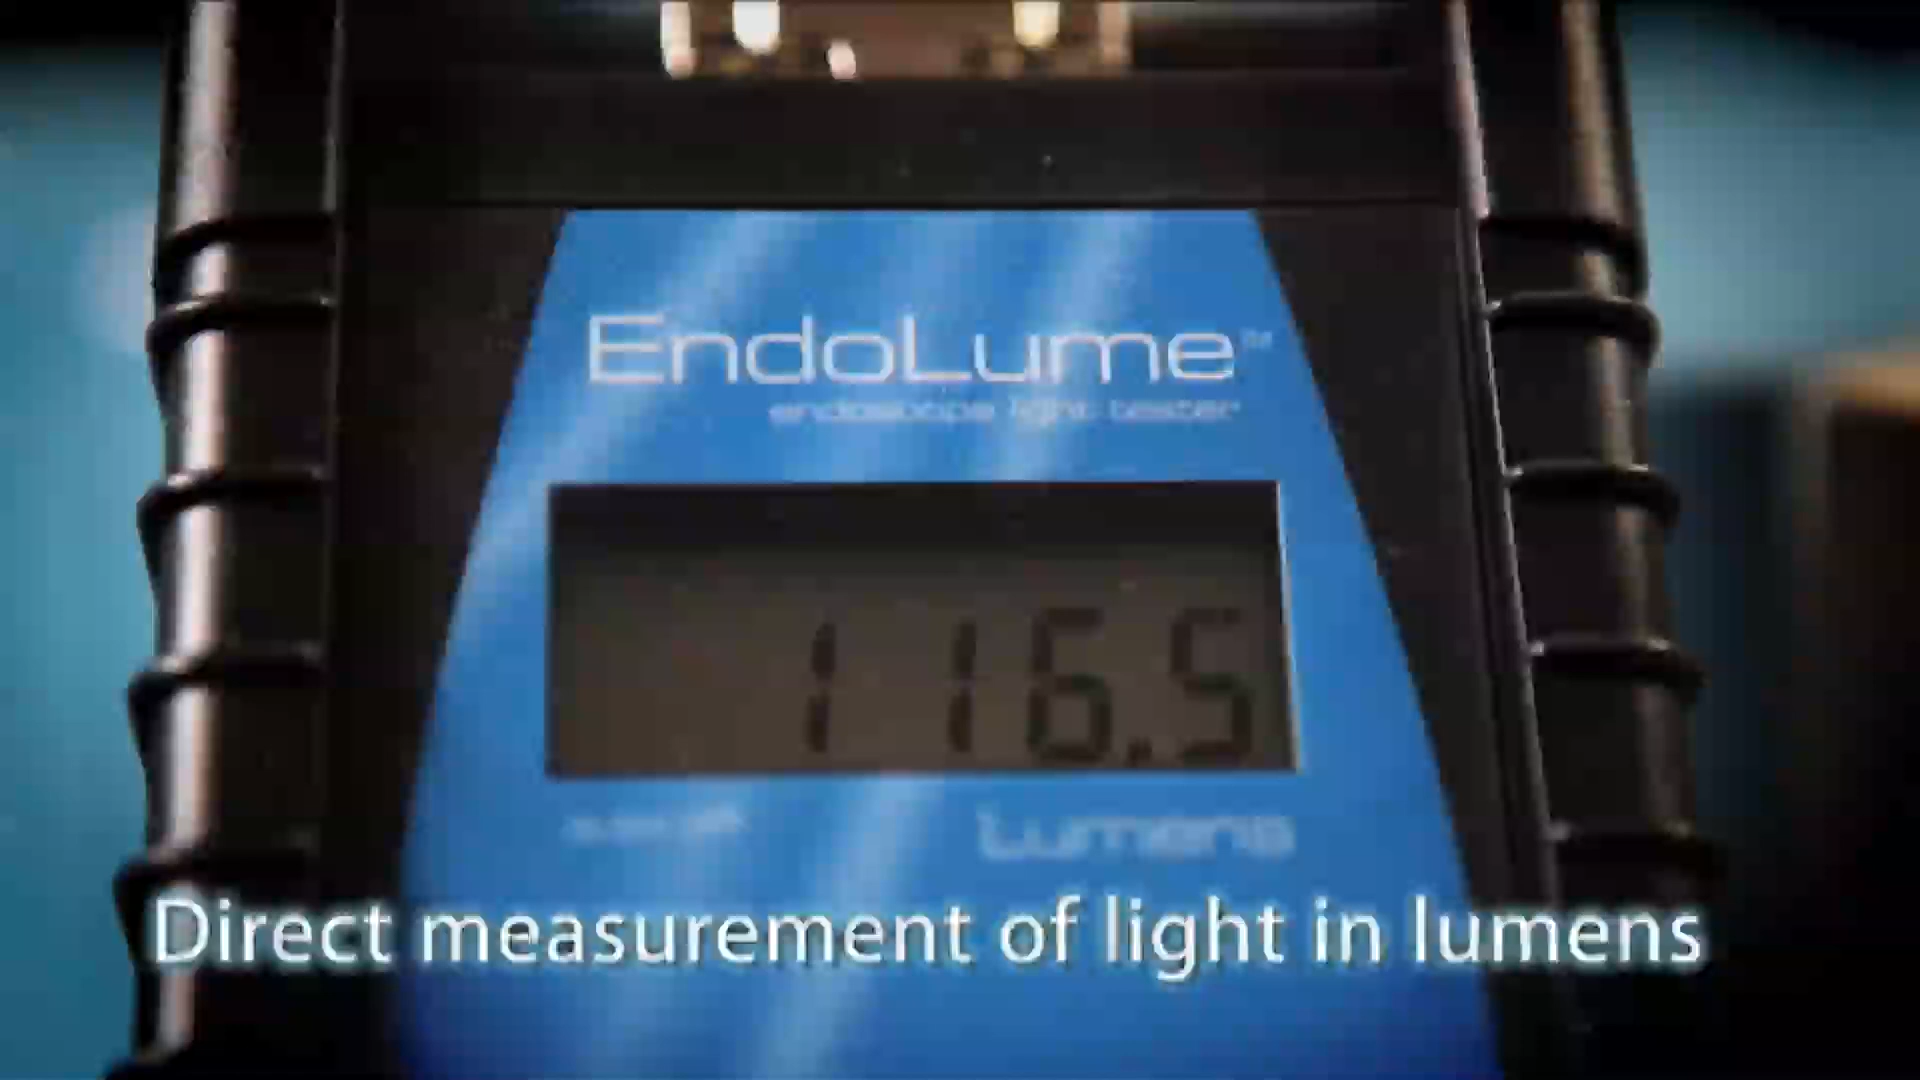 EndoLume™
endoscope light tester
116.5
Lumens
Direct measurement of light in lumens